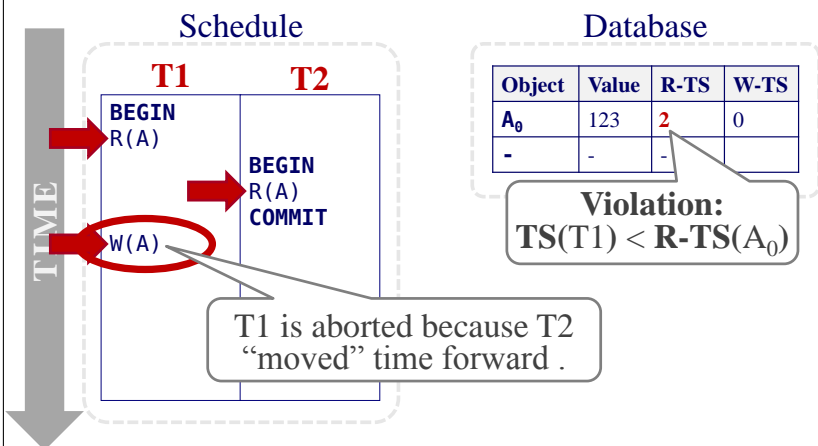 Schedule
T1 T2
BEGIN
R(A)
BEGIN
R(A)
COMMIT
W(A)
TIME
T1 is aborted because T2
“moved” time forward .
Database
Object Value R-TS W-TS
A₀ 123 2 0
- - -
Violation:
TS(T1) < R-TS(A₀)